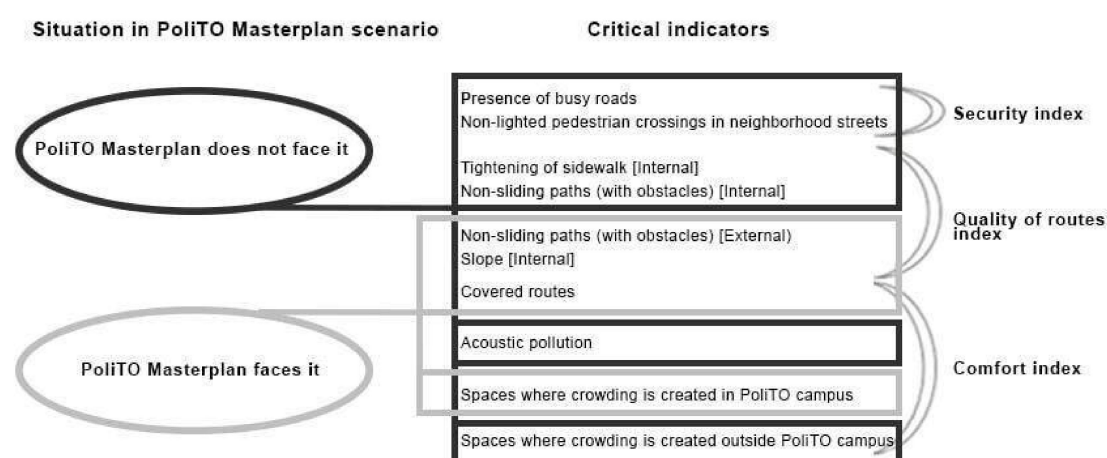 Situation in PoliTO Masterplan scenario
Critical indicators
PoliTO Masterplan does not face it
Presence of busy roads
Non-lighted pedestrian crossings in neighborhood streets
Tightening of sidewalk [Internal]
Non-sliding paths (with obstacles) [Internal]
Security index
Non-sliding paths (with obstacles) [External)
Slope [Internal]
Covered routes
Quality of routes
index
PoliTO Masterplan faces it
Acoustic pollution
Spaces where crowding is created in PoliTO campus
Spaces where crowding is created outside PoliTO campus
Comfort index